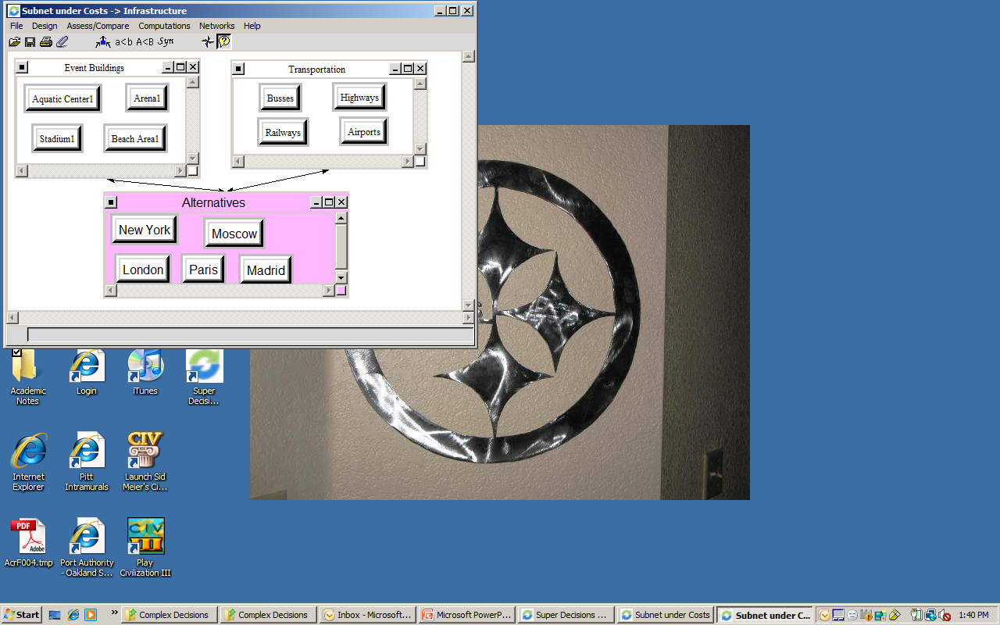 Subnet under Costs -> Infrastructure
File Design Assess/Compare Computations Networks Help
a<b A<B Syn
Event Buildings
Aquatic Center1 Arena1
Stadium1 Beach Area1
Transportation
Busses Highways
Railways Airports
Alternatives
New York Moscow
London Paris Madrid
Academic
Notes
Login
iTunes
Super
Decisi...
Internet
Explorer
Pitt
Intramurals
CIV
Launch Sid
Meier's Ci...
PDF
Adobe
AcrF004.tmp
Port Authority
- Oakland S...
CIV
III
Play
Civilization III
Start » Complex Decisions Complex Decisions Inbox - Microsoft... Microsoft PowerP... Super Decisions ... Subnet under Costs Subnet under C... 1:40 PM